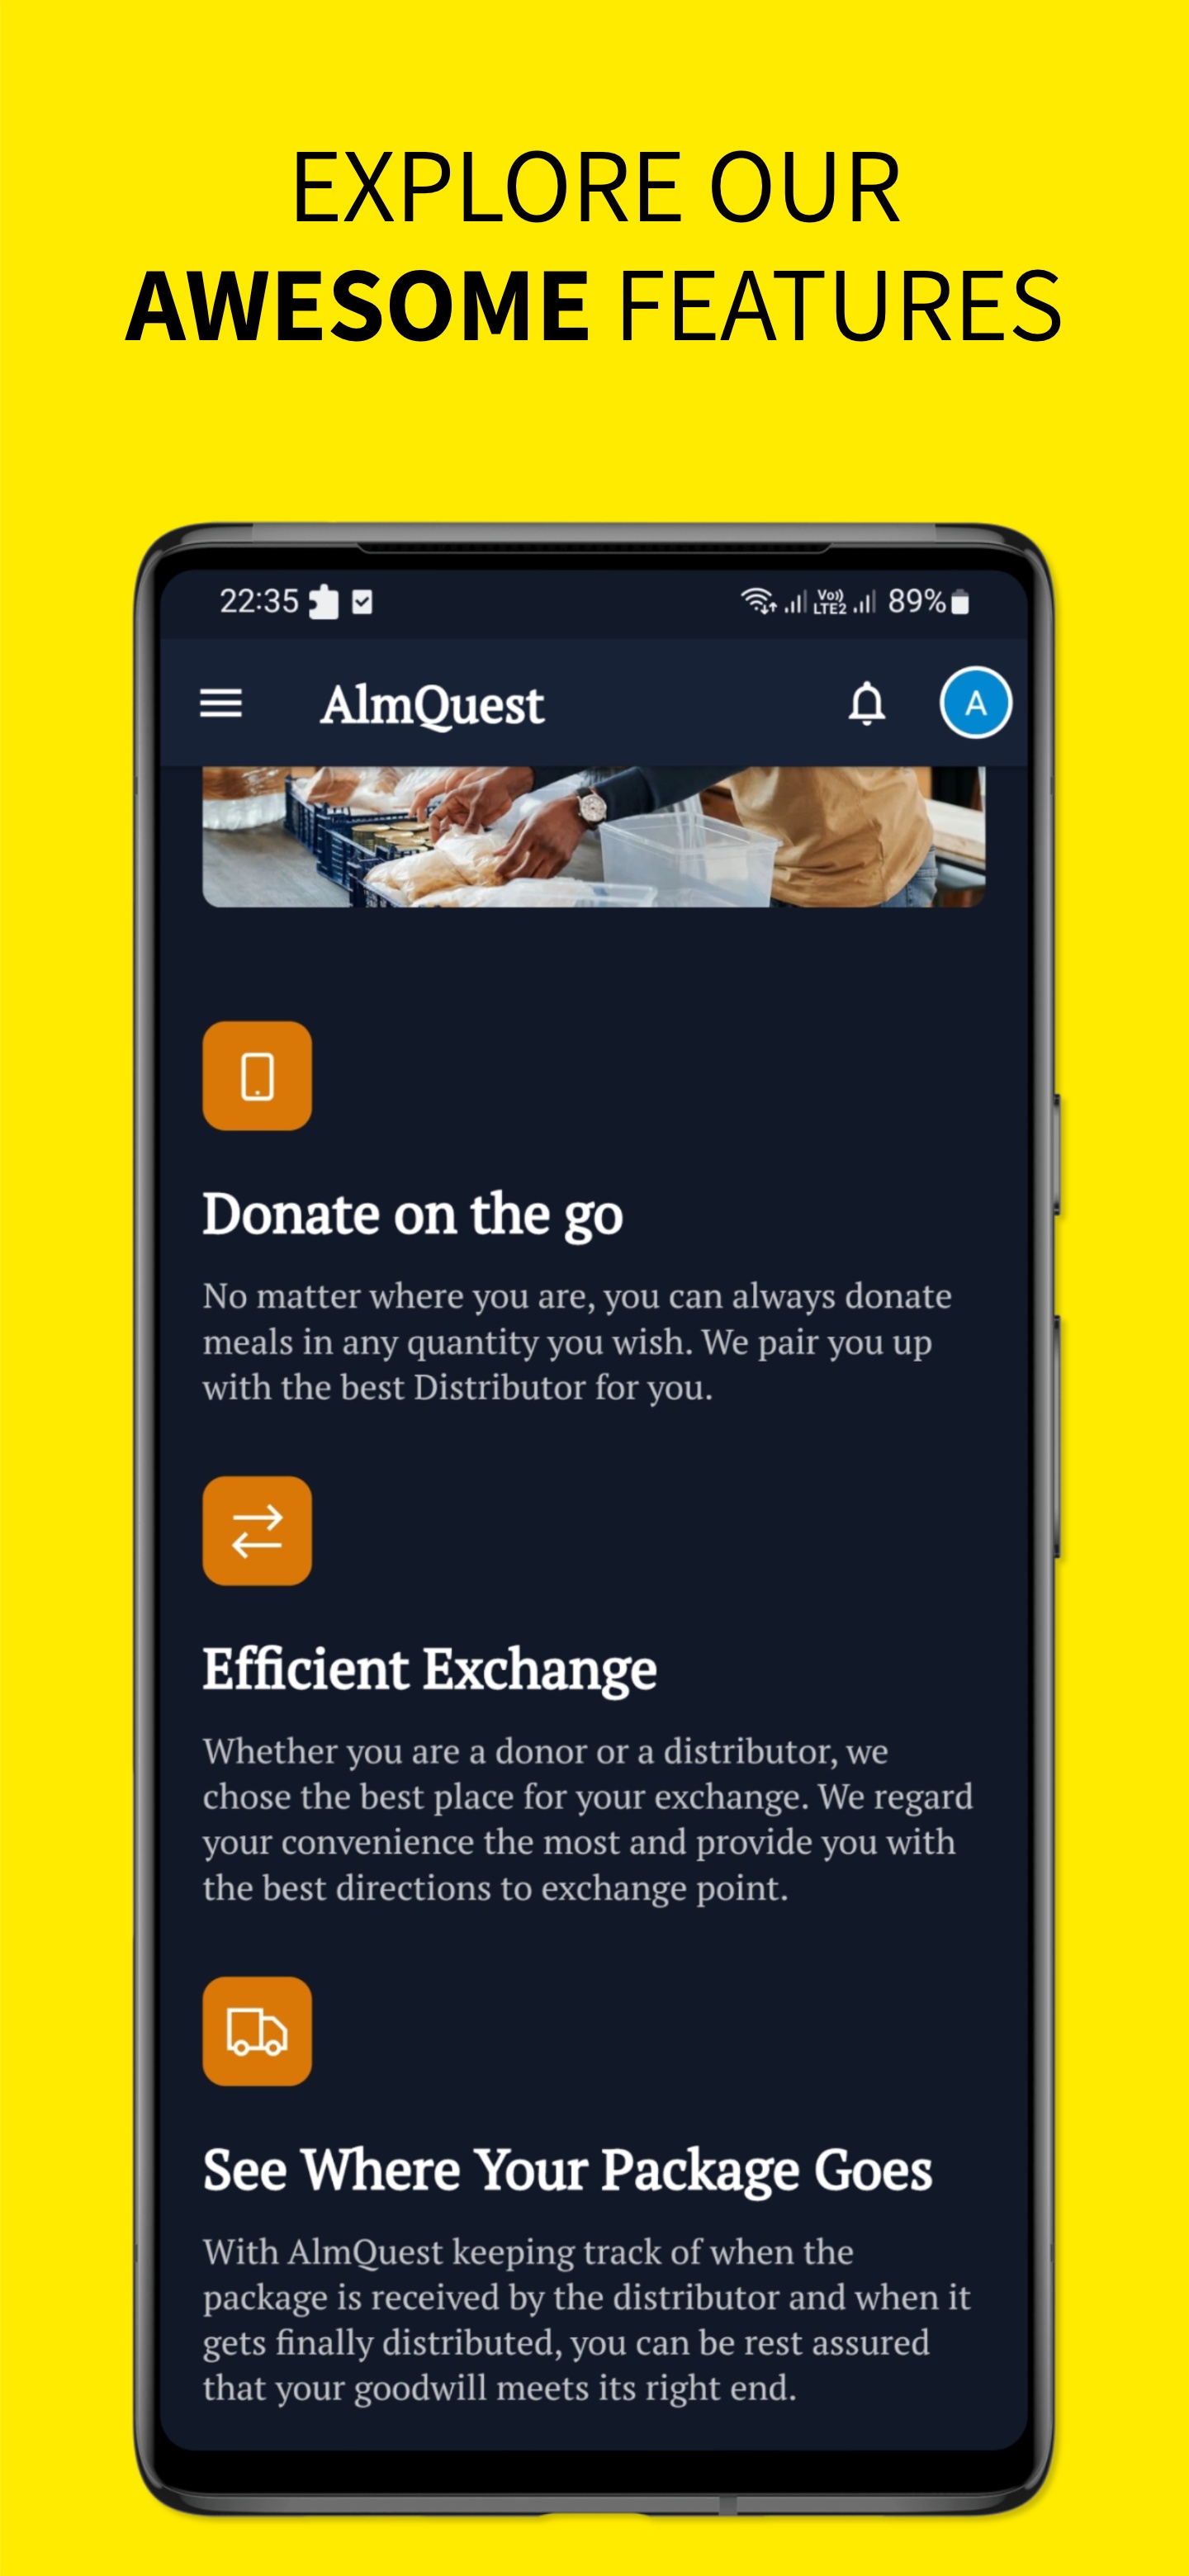 EXPLORE OUR
AWESOME FEATURES
22:35
Vo))
LTE2
89%
AlmQuest
A
Donate on the go
No matter where you are, you can always donate
meals in any quantity you wish. We pair you up
with the best Distributor for you.
Efficient Exchange
Whether you are a donor or a distributor, we
chose the best place for your exchange. We regard
your convenience the most and provide you with
the best directions to exchange point.
See Where Your Package Goes
With AlmQuest keeping track of when the
package is received by the distributor and when it
gets finally distributed, you can be rest assured
that your goodwill meets its right end.